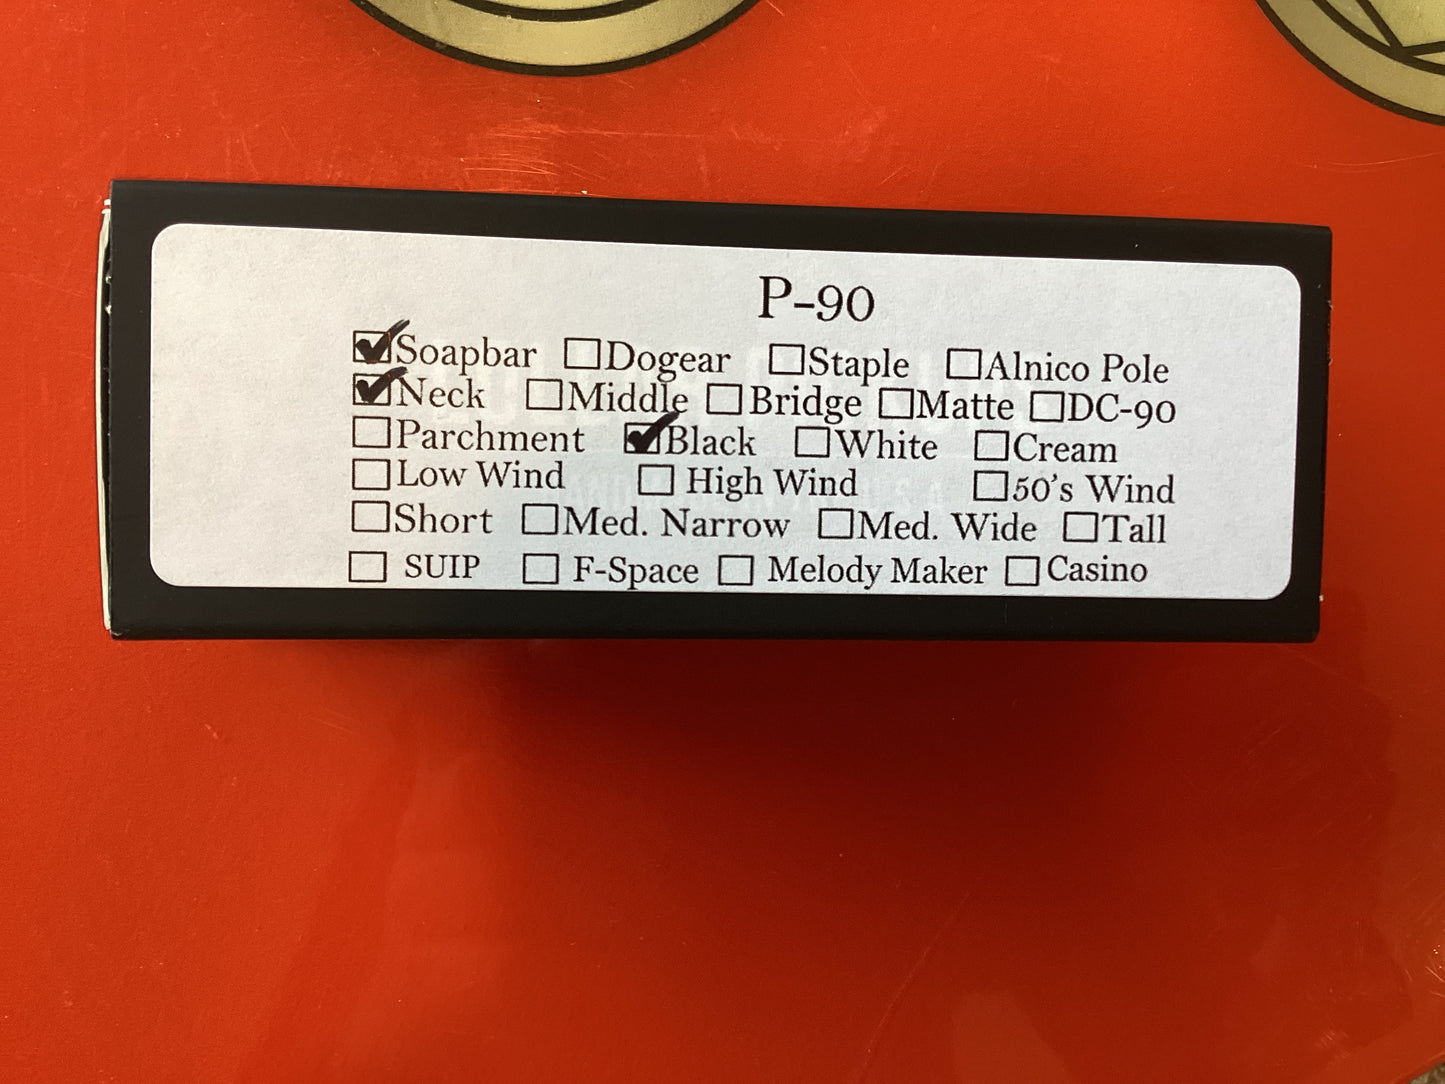 P-90
☑Soapbar ☐Dogear ☐Staple ☐Alnico Pole
☑Neck ☐Middle ☐Bridge ☐Matte ☐DC-90
☐Parchment ☑Black ☐White ☐Cream
☐Low Wind ☐ High Wind ☐50's Wind
☐Short ☐Med. Narrow ☐Med. Wide ☐Tall
☐ SUIP ☐ F-Space ☐ Melody Maker ☐Casino